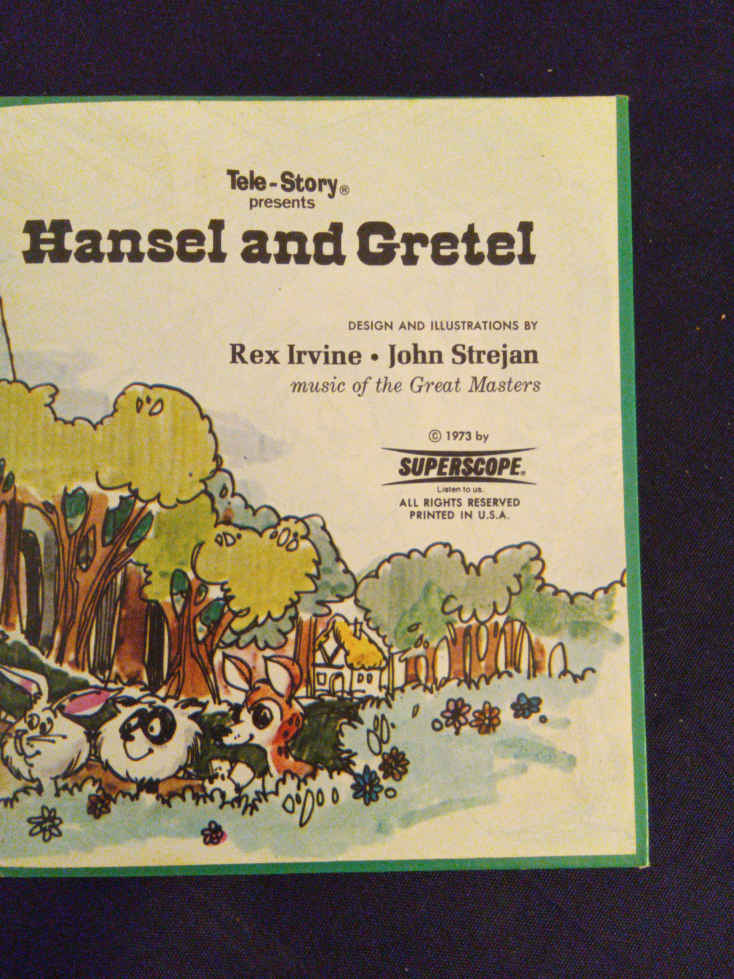 Tele-Story®
presents
Hansel and Gretel
DESIGN AND ILLUSTRATIONS BY
Rex Irvine • John Strejan
music of the Great Masters
© 1973 by
SUPERSCOPE®
Listen to us.
ALL RIGHTS RESERVED
PRINTED IN U.S.A.